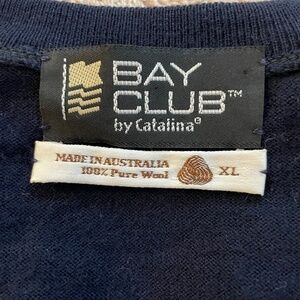 BAY
CLUB™
by Catalina®
MADE IN AUSTRALIA
100% Pure Wool
XL